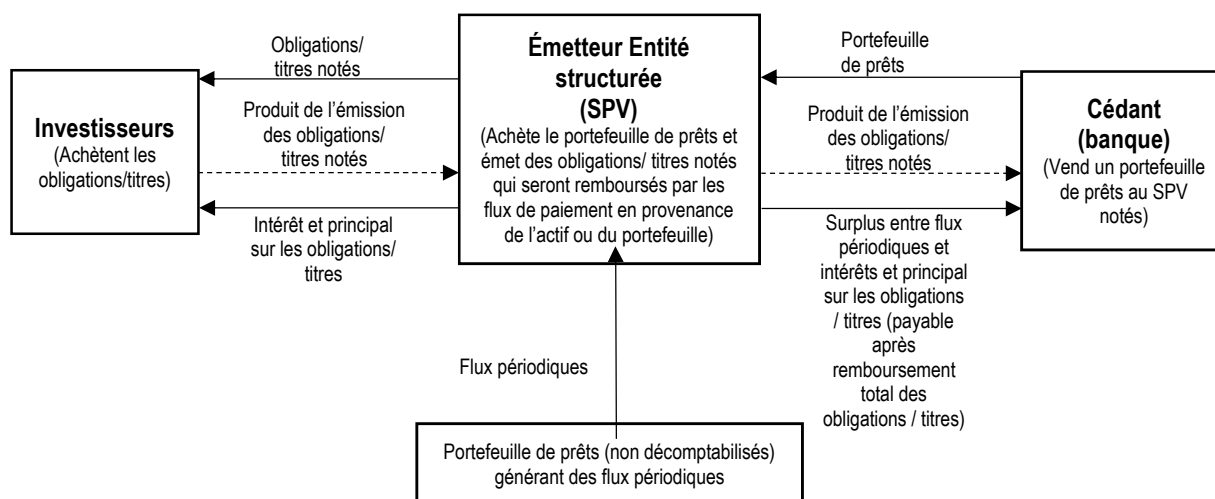 Investisseurs
(Achètent les
obligations/titres)
Obligations/
titres notés
Produit de l’émission
des obligations/
titres notés
Intérêt et principal
sur les obligations/
titres
Émetteur Entité
structurée
(SPV)
(Achète le portefeuille de prêts et
émet des obligations/ titres notés
qui seront remboursés par les
flux de paiement en provenance
de l’actif ou du portefeuille)
Portefeuille
de prêts
Produit de l’émission
des obligations/
titres notés
Surplus entre flux
périodiques et
intérêts et principal
sur les obligations
/ titres (payable
après
remboursement
total des
obligations / titres)
Cédant
(banque)
(Vend un portefeuille
de prêts au SPV
notés)
Flux périodiques
Portefeuille de prêts (non décomptabilisés)
générant des flux périodiques